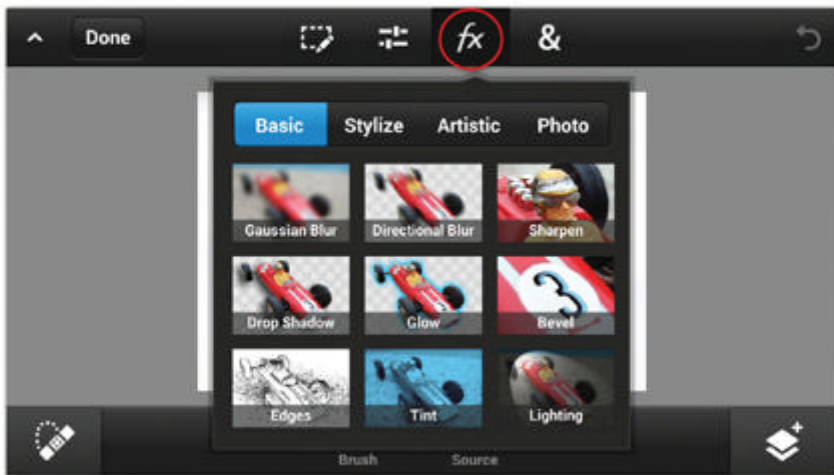 Done fx &
Basic Stylize Artistic Photo
Gaussian Blur Directional Blur Sharpen
Drop Shadow Glow Bevel
3
Edges Tint Lighting
Brush Source